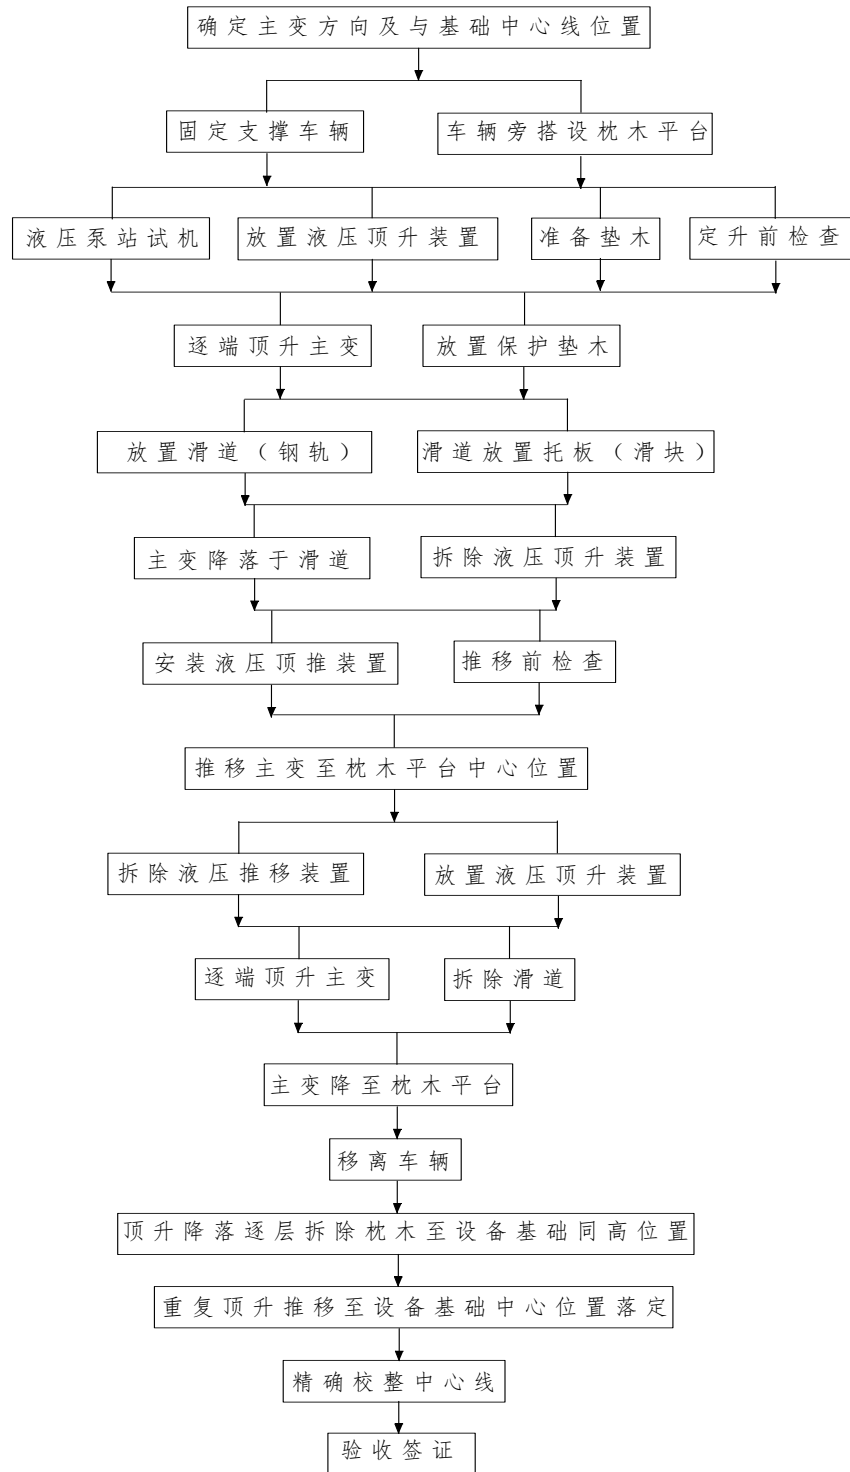 确定主变方向及与基础中心线位置
固定支撑车辆
车辆旁搭设枕木平台
液压泵站试机
放置液压顶升装置
准备垫木
定升前检查
逐端顶升主变
放置保护垫木
放置滑道（钢轨）
滑道放置托板（滑块）
主变降落于滑道
拆除液压顶升装置
安装液压顶推装置
推移前检查
推移主变至枕木平台中心位置
拆除液压推移装置
放置液压顶升装置
逐端顶升主变
拆除滑道
主变降至枕木平台
移离车辆
顶升降落逐层拆除枕木至设备基础同高位置
重复顶升推移至设备基础中心位置落定
精确校整中心线
验收签证